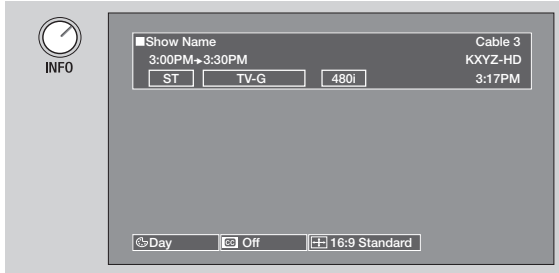 INFO
■Show Name Cable 3
3:00PM→3:30PM KXYZ-HD
ST TV-G 480i 3:17PM
Day CC Off 16:9 Standard